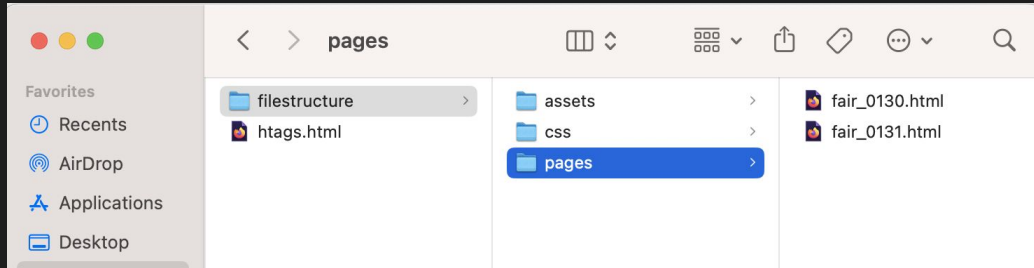 pages
Favorites
Recents
AirDrop
Applications
Desktop
filestructure
htags.html
assets
css
pages
fair_0130.html
fair_0131.html